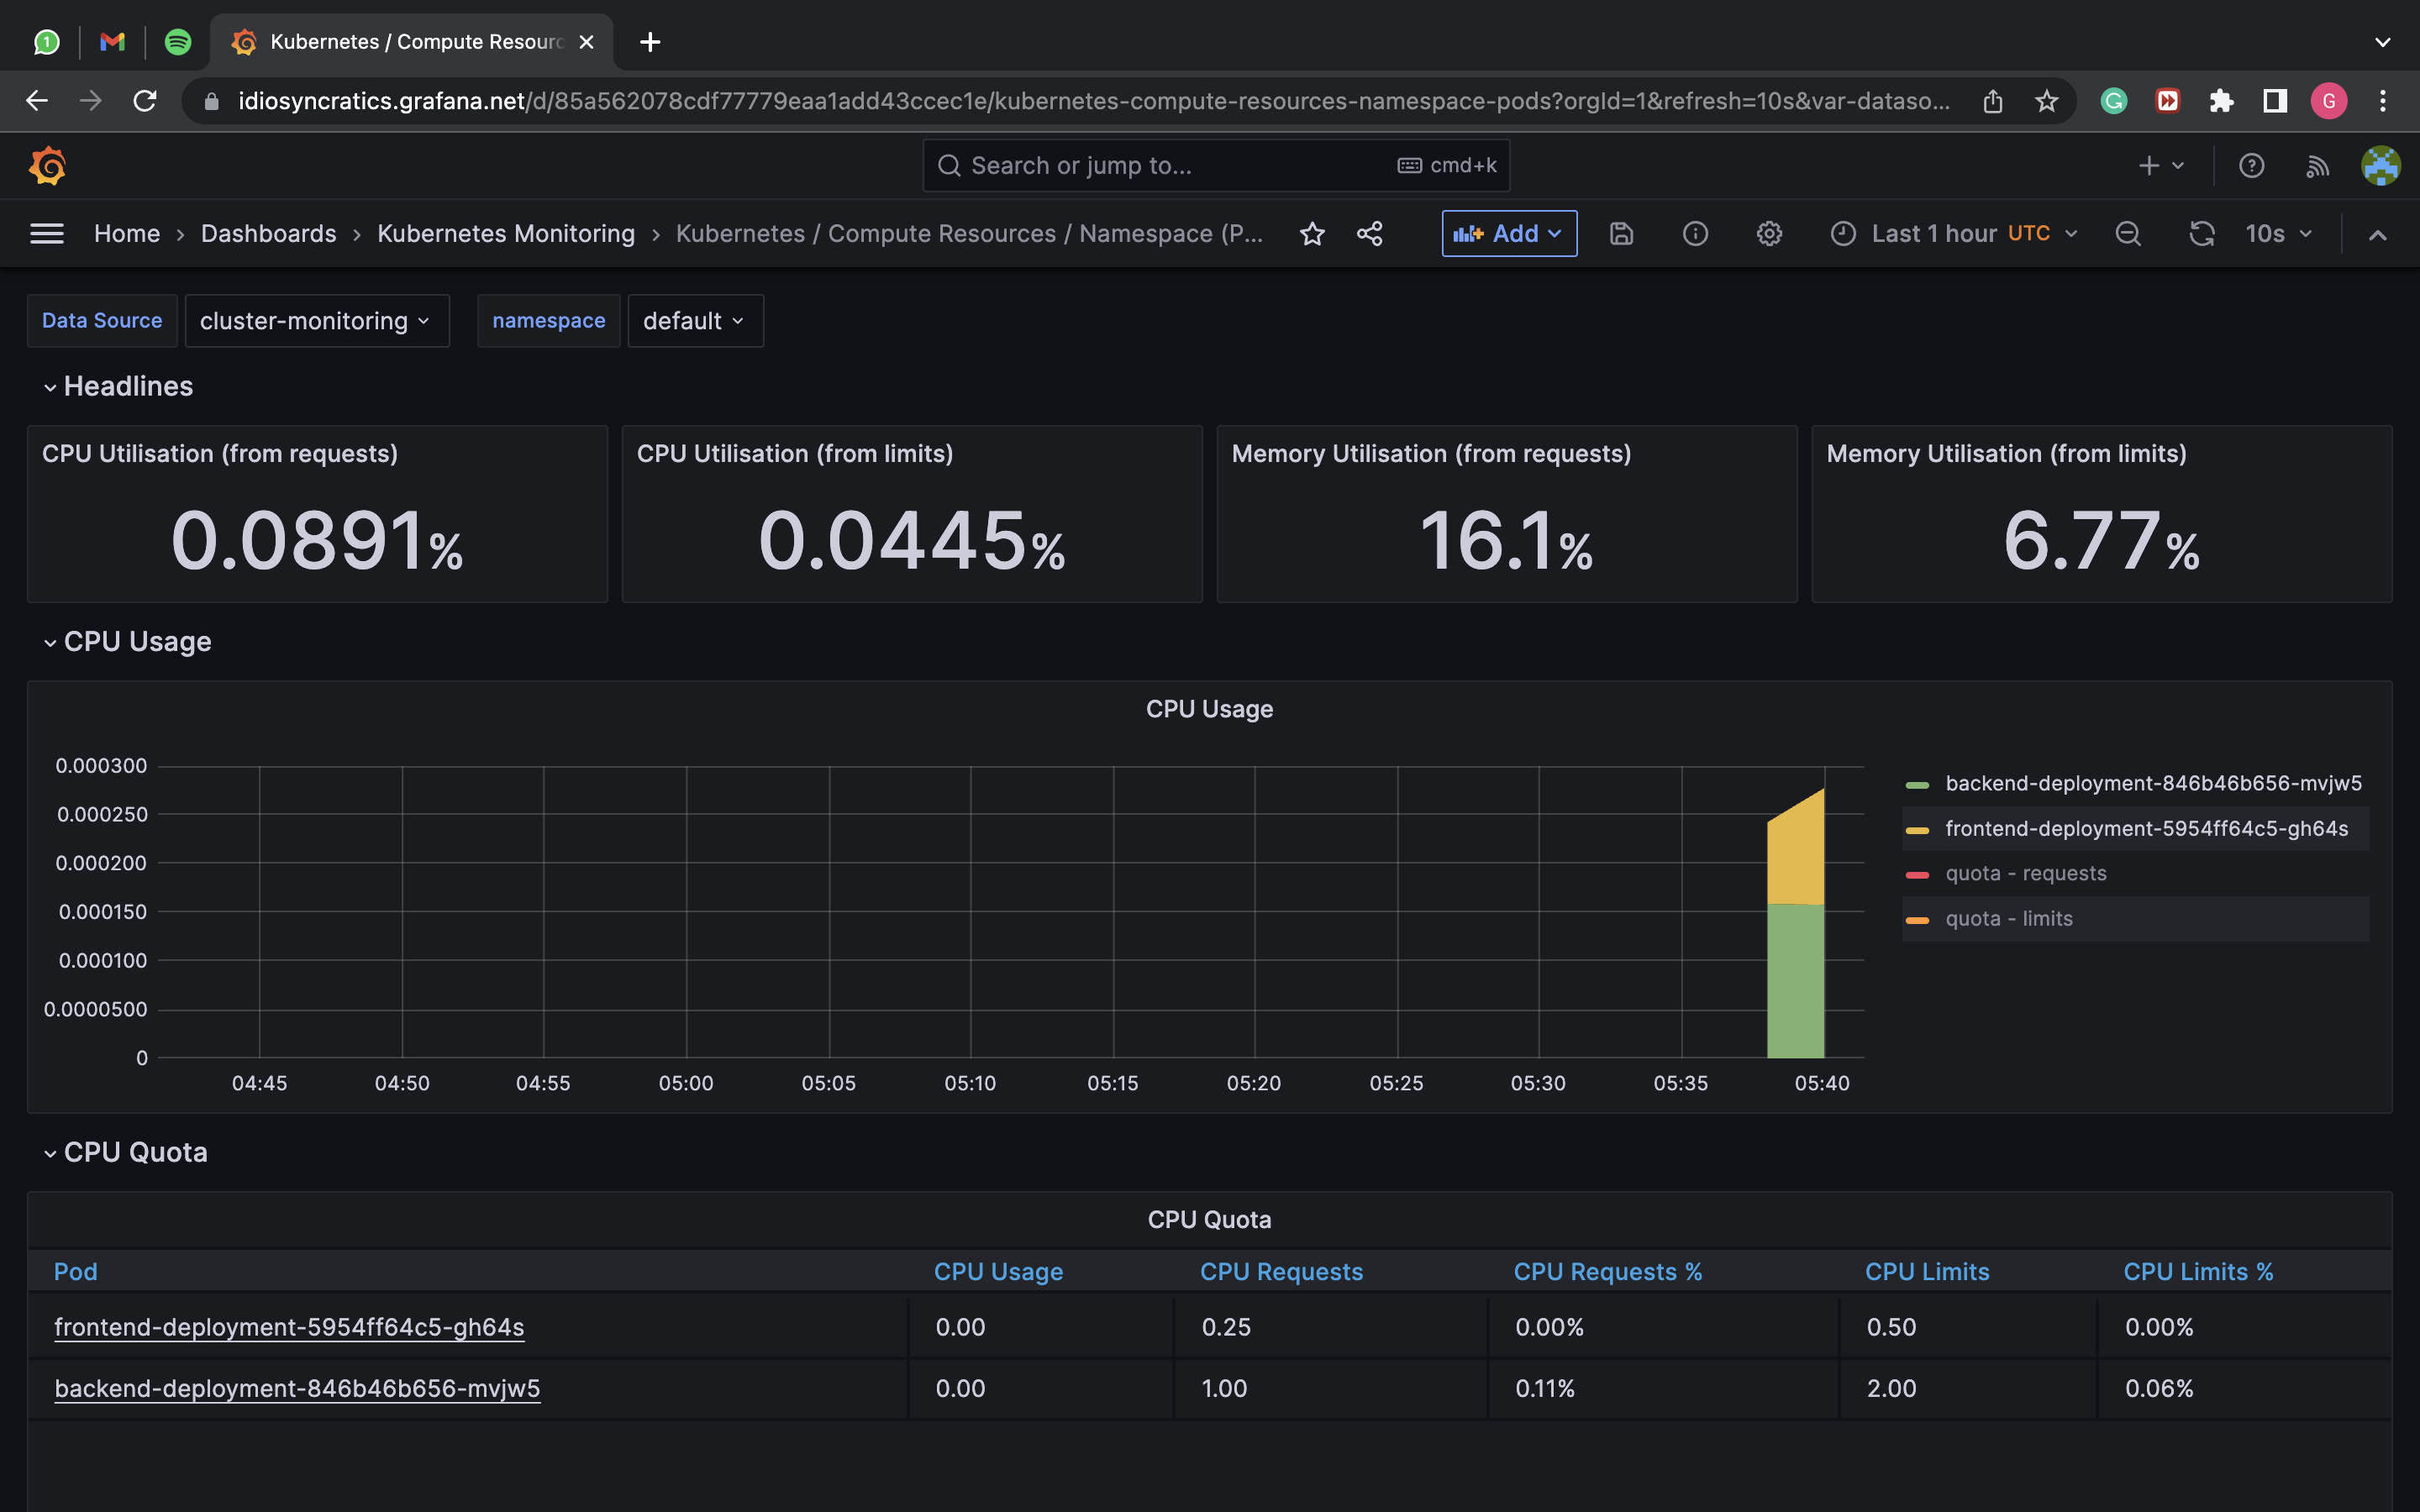 1
Kubernetes / Compute Resourc
idiosyncratics.grafana.net/d/85a562078cdf77779eaa1add43ccec1e/kubernetes-compute-resources-namespace-pods?orgId=1&refresh=10s&var-dataso...
G
Search or jump to...
cmd+k
Home › Dashboards › Kubernetes Monitoring › Kubernetes / Compute Resources / Namespace (P...
Add
Last 1 hour UTC
10s
Data Source
cluster-monitoring
namespace
default
Headlines
CPU Utilisation (from requests)
0.0891%
CPU Utilisation (from limits)
0.0445%
Memory Utilisation (from requests)
16.1%
Memory Utilisation (from limits)
6.77%
CPU Usage
CPU Usage
0.000300
0.000250
0.000200
0.000150
0.000100
0.0000500
0
04:45 04:50 04:55 05:00 05:05 05:10 05:15 05:20 05:25 05:30 05:35 05:40
backend-deployment-846b46b656-mvjw5
frontend-deployment-5954ff64c5-gh64s
quota - requests
quota - limits
CPU Quota
CPU Quota
Pod CPU Usage CPU Requests CPU Requests % CPU Limits CPU Limits %
frontend-deployment-5954ff64c5-gh64s 0.00 0.25 0.00% 0.50 0.00%
backend-deployment-846b46b656-mvjw5 0.00 1.00 0.11% 2.00 0.06%